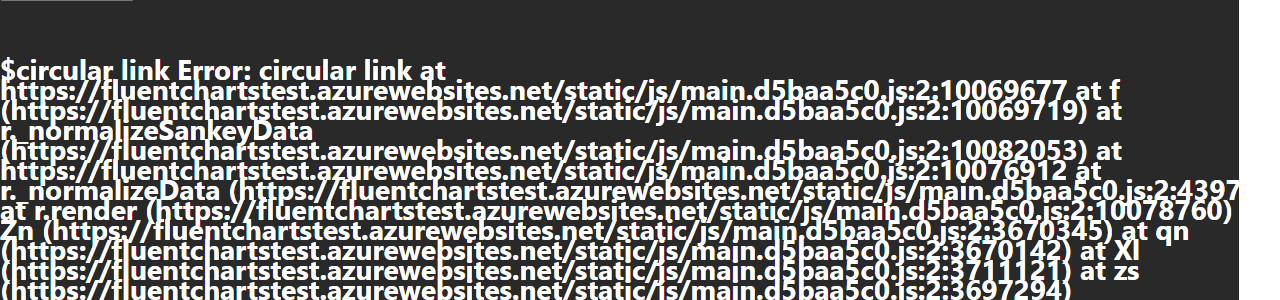 $circular link Error: circular link at
https://fluentchartstest.azurewebsites.net/static/js/main.d5baa5c0.js:2:10069677 at f
(https://fluentchartstest.azurewebsites.net/static/js/main.d5baa5c0.js:2:10069719) at
r._normalizeSankeyData
(https://fluentchartstest.azurewebsites.net/static/js/main.d5baa5c0.js:2:10082053) at
https://fluentchartstest.azurewebsites.net/static/js/main.d5baa5c0.js:2:10076912 at
r._normalizeData (https://fluentchartstest.azurewebsites.net/static/js/main.d5baa5c0.js:2:4397
at r.render (https://fluentchartstest.azurewebsites.net/static/js/main.d5baa5c0.js:2:10078760)
Zn (https://fluentchartstest.azurewebsites.net/static/js/main.d5baa5c0.js:2:3670345) at qn
(https://fluentchartstest.azurewebsites.net/static/js/main.d5baa5c0.js:2:3670142) at Xl
(https://fluentchartstest.azurewebsites.net/static/js/main.d5baa5c0.js:2:3711121) at zs
(https://fluentchartstest.azurewebsites.net/static/js/main.d5baa5c0.js:2:3697294)